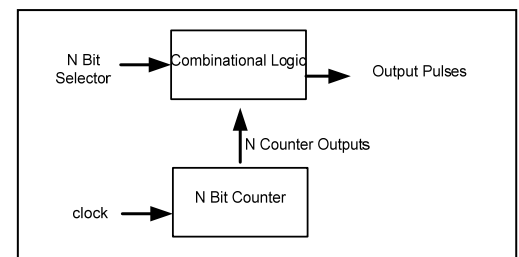 N Bit
Selector
Combinational Logic
Output Pulses
N Counter Outputs
N Bit Counter
clock